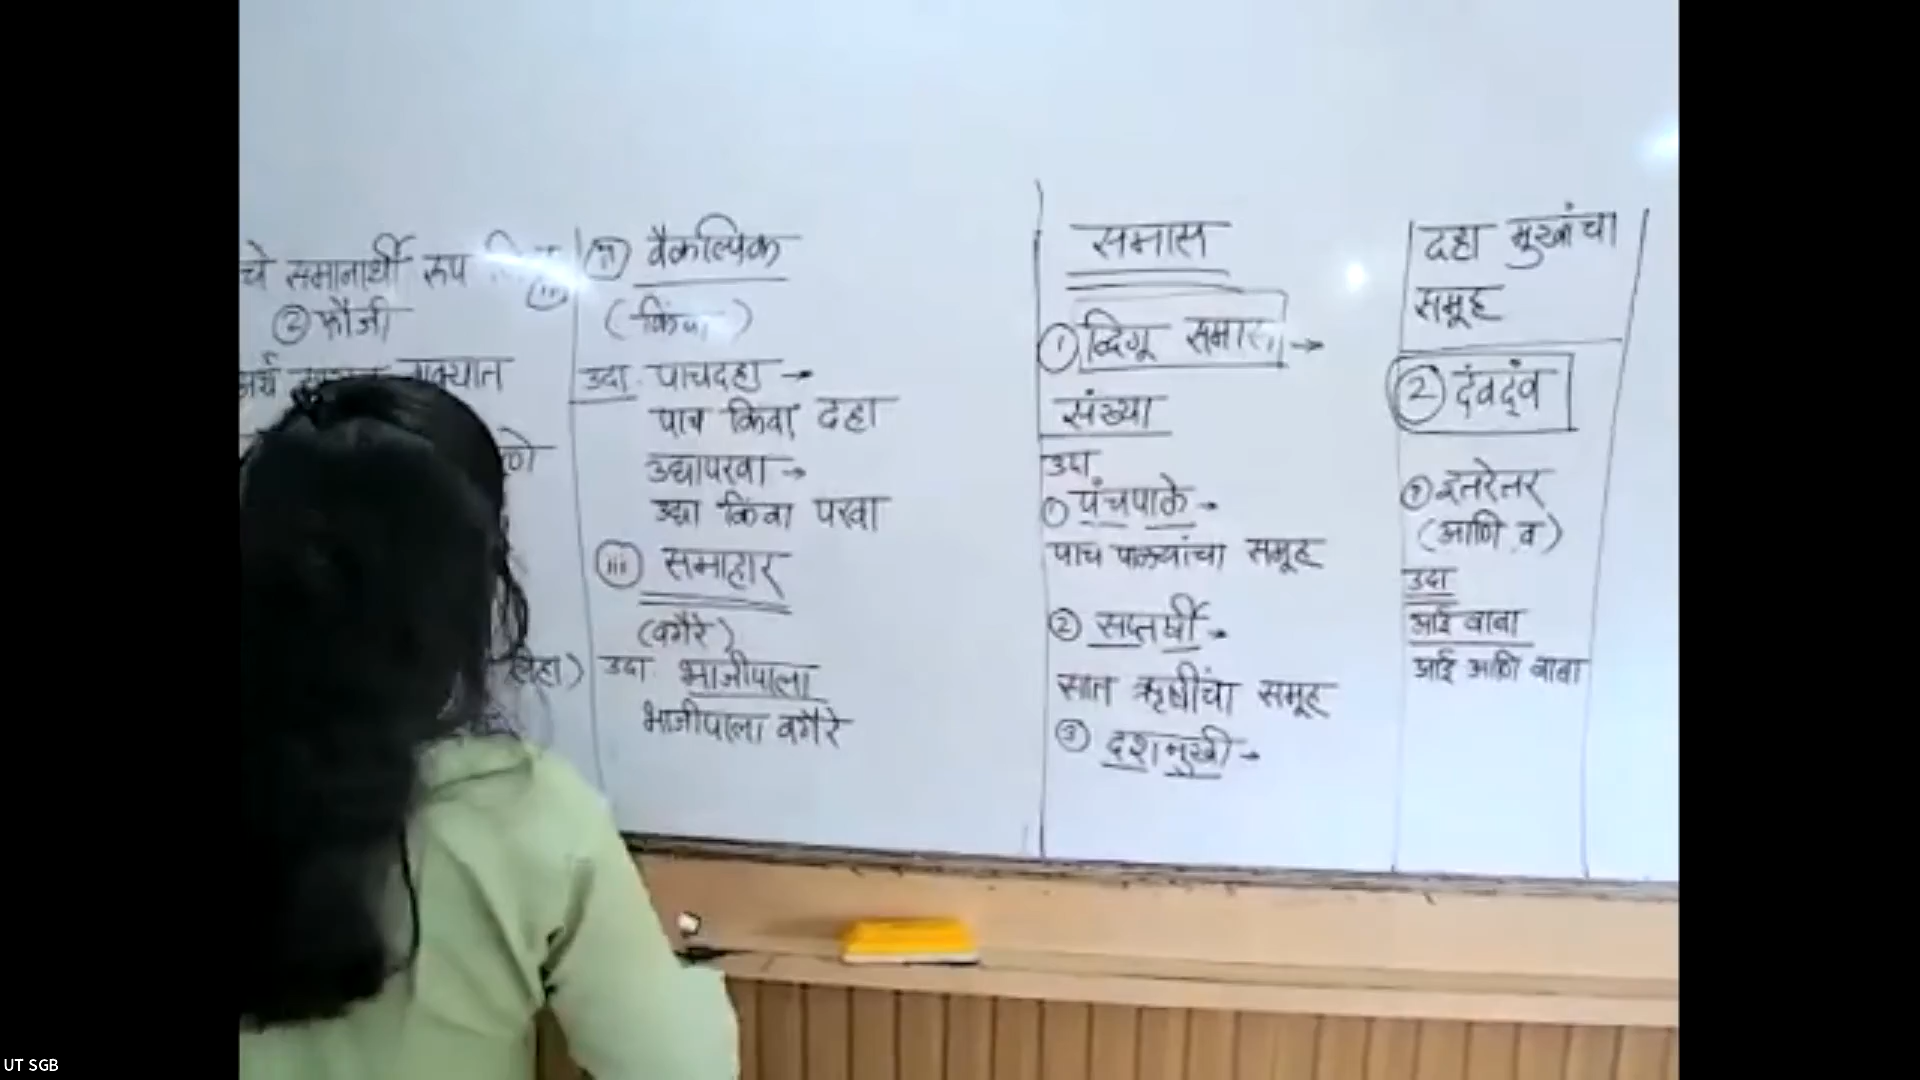 चे समानार्थी रूप
② फौजी
अर्थ वाक्यात
णे
लिहा)
(ii) वैकल्पिक
(किंवा)
उदा. पाचदहा →
पाच किंवा दहा
उद्यापरवा →
उद्या किंवा परवा
(iii) समाहार
(वगैरे)
उदा. भाजीपाला
भाजीपाला वगैरे
समास
① द्विगू समास →
संख्या
उदा
① पंचपाळे →
पाच पाळ्यांचा समूह
② सप्तर्षी →
सात ऋषींचा समूह
③ दशमुखी →
दहा मुखांचा
समूह
② दंवद्वंव
① इतरेतर
(आणि, व)
उदा
आई बाबा
आई आणि बाबा
UT SGB